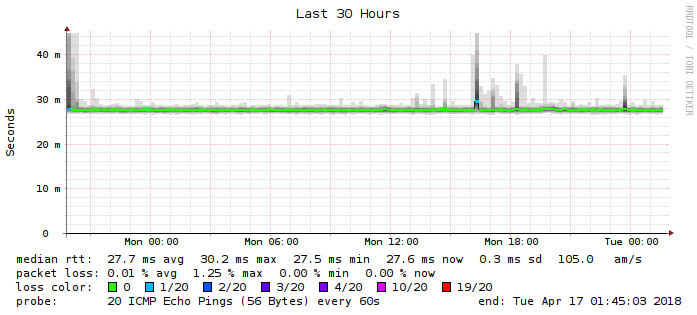 Last 30 Hours
RRDTOOL / TOBI OETIKER
Seconds
40 m
30 m
20 m
10 m
0
Mon 00:00 Mon 06:00 Mon 12:00 Mon 18:00 Tue 00:00
median rtt: 27.7 ms avg 30.2 ms max 27.5 ms min 27.6 ms now 0.3 ms sd 105.0 am/s
packet loss: 0.01 % avg 1.25 % max 0.00 % min 0.00 % now
loss color: 0 1/20 2/20 3/20 4/20 10/20 19/20
probe: 20 ICMP Echo Pings (56 Bytes) every 60s end: Tue Apr 17 01:45:03 2018